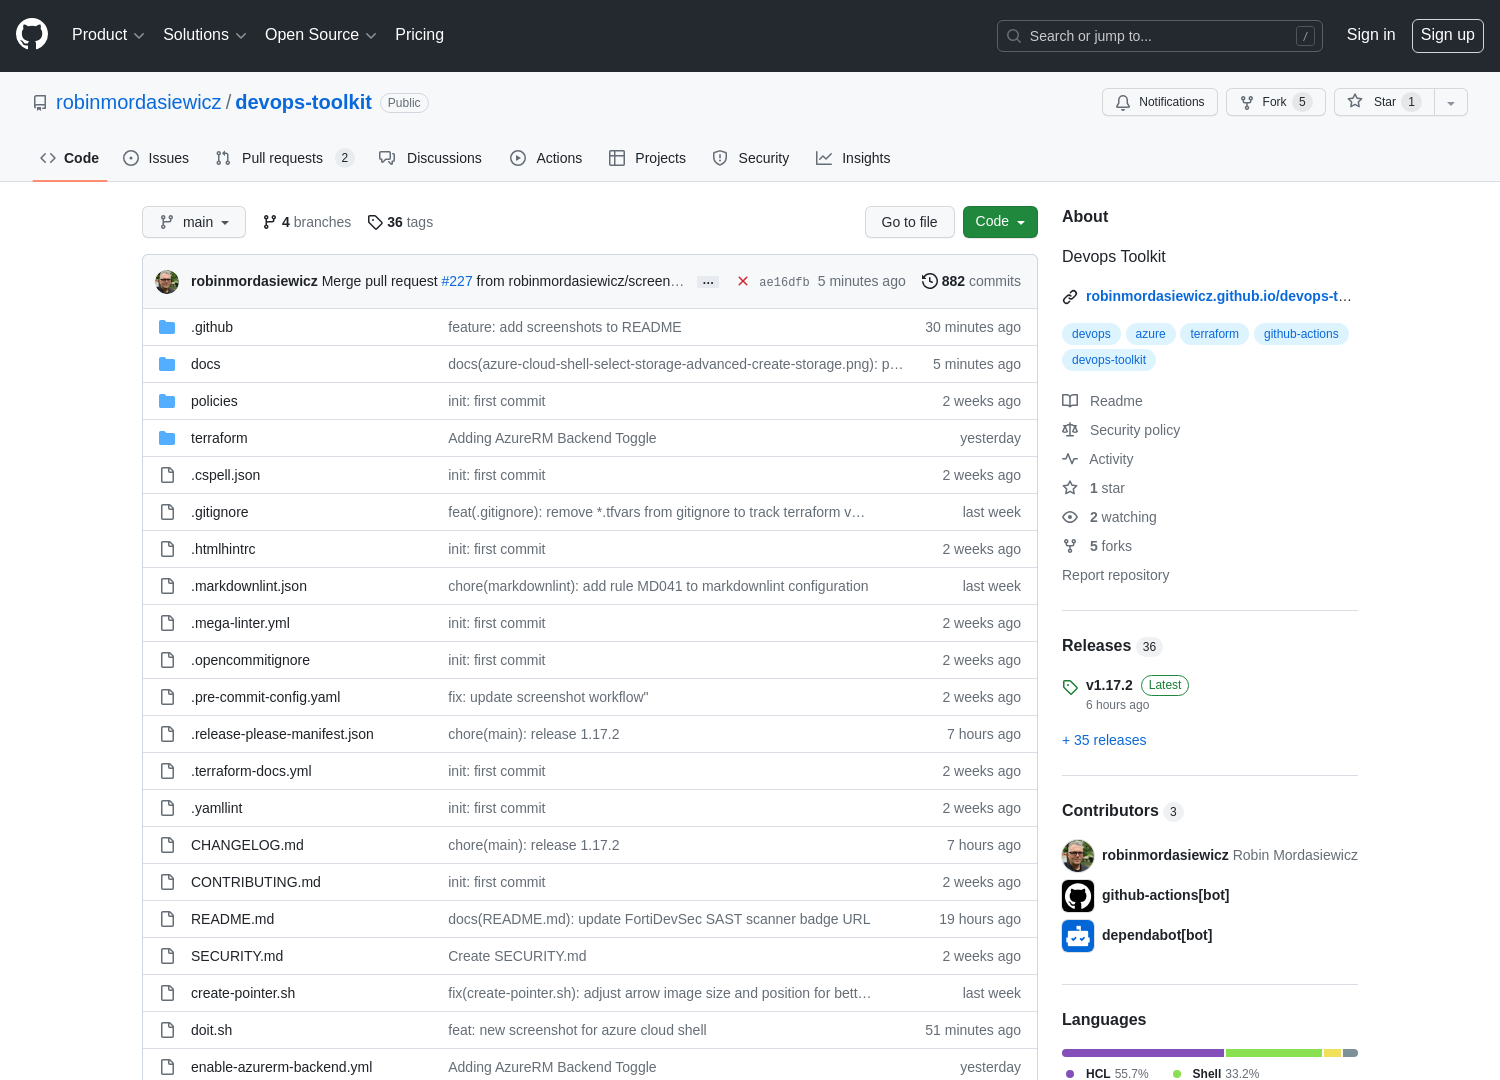 Product Solutions Open Source Pricing Search or jump to... / Sign in Sign up
robinmordasiewicz / devops-toolkit Public Notifications Fork 5 Star 1
Code Issues Pull requests 2 Discussions Actions Projects Security Insights
main 4 branches 36 tags Go to file Code
robinmordasiewicz Merge pull request #227 from robinmordasiewicz/screen… … ae16dfb 5 minutes ago 882 commits
.github feature: add screenshots to README 30 minutes ago
docs docs(azure-cloud-shell-select-storage-advanced-create-storage.png): p… 5 minutes ago
policies init: first commit 2 weeks ago
terraform Adding AzureRM Backend Toggle yesterday
.cspell.json init: first commit 2 weeks ago
.gitignore feat(.gitignore): remove *.tfvars from gitignore to track terraform v… last week
.htmlhintrc init: first commit 2 weeks ago
.markdownlint.json chore(markdownlint): add rule MD041 to markdownlint configuration last week
.mega-linter.yml init: first commit 2 weeks ago
.opencommitignore init: first commit 2 weeks ago
.pre-commit-config.yaml fix: update screenshot workflow" 2 weeks ago
.release-please-manifest.json chore(main): release 1.17.2 7 hours ago
.terraform-docs.yml init: first commit 2 weeks ago
.yamllint init: first commit 2 weeks ago
CHANGELOG.md chore(main): release 1.17.2 7 hours ago
CONTRIBUTING.md init: first commit 2 weeks ago
README.md docs(README.md): update FortiDevSec SAST scanner badge URL 19 hours ago
SECURITY.md Create SECURITY.md 2 weeks ago
create-pointer.sh fix(create-pointer.sh): adjust arrow image size and position for bett… last week
doit.sh feat: new screenshot for azure cloud shell 51 minutes ago
enable-azurerm-backend.yml Adding AzureRM Backend Toggle yesterday
About
Devops Toolkit
robinmordasiewicz.github.io/devops-t…
devops azure terraform github-actions
devops-toolkit
Readme
Security policy
Activity
1 star
2 watching
5 forks
Report repository
Releases 36
v1.17.2 Latest
6 hours ago
+ 35 releases
Contributors 3
robinmordasiewicz Robin Mordasiewicz
github-actions[bot]
dependabot[bot]
Languages
HCL 55.7% Shell 33.2%